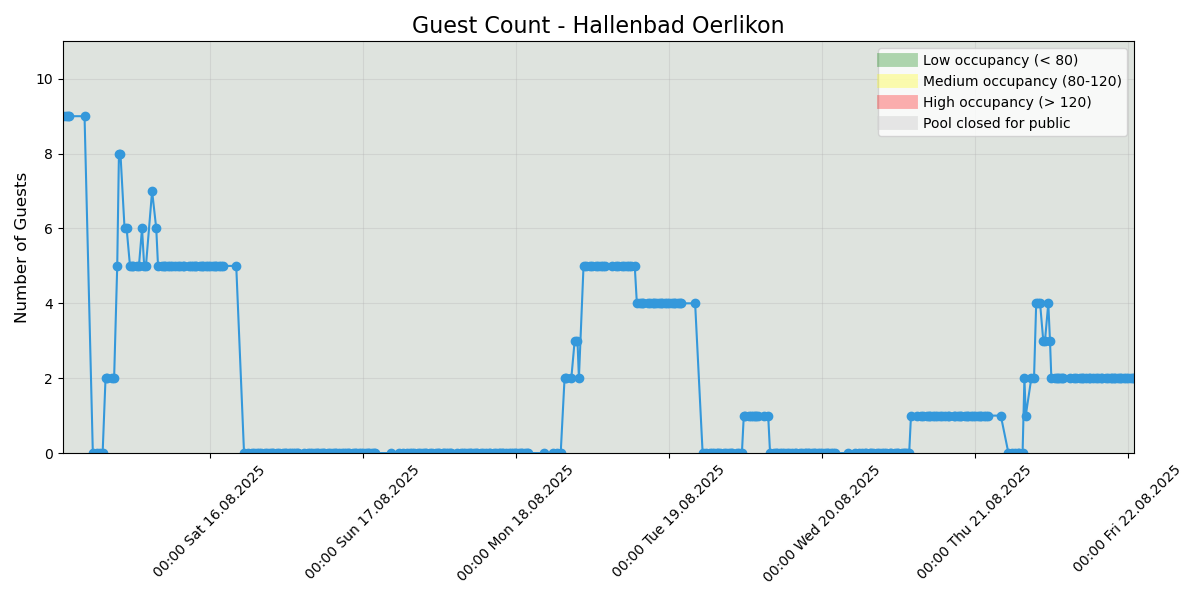 Guest Count - Hallenbad Oerlikon
Low occupancy (< 80)
Medium occupancy (80-120)
High occupancy (> 120)
Pool closed for public
Number of Guests
10
8
6
4
2
0
00:00 Sat 16.08.2025
00:00 Sun 17.08.2025
00:00 Mon 18.08.2025
00:00 Tue 19.08.2025
00:00 Wed 20.08.2025
00:00 Thu 21.08.2025
00:00 Fri 22.08.2025